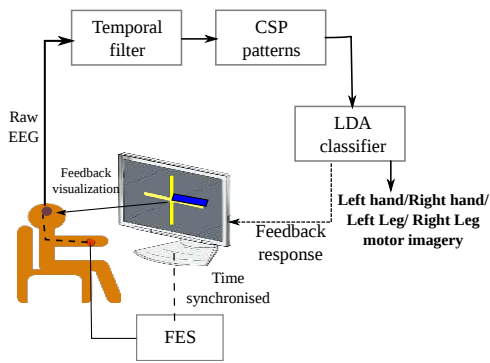 Temporal
filter
CSP
patterns
Raw
EEG
LDA
classifier
Feedback
visualization
Left hand/Right hand/
Left Leg/ Right Leg
motor imagery
Feedback
response
Time
synchronised
FES